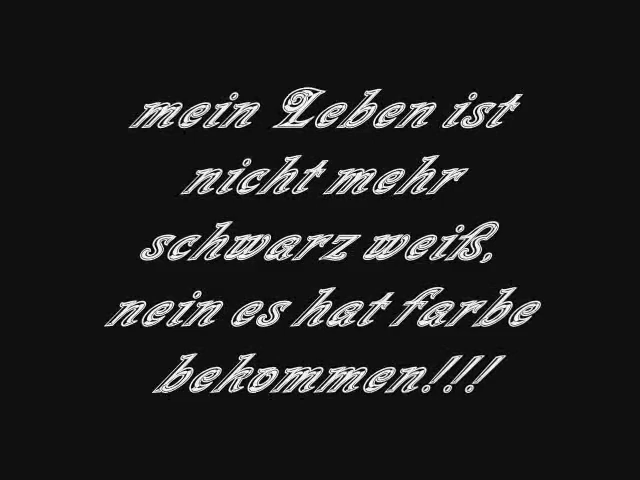 mein Leben ist
nicht mehr
schwarz weiß,
nein es hat farbe
bekommen!!!